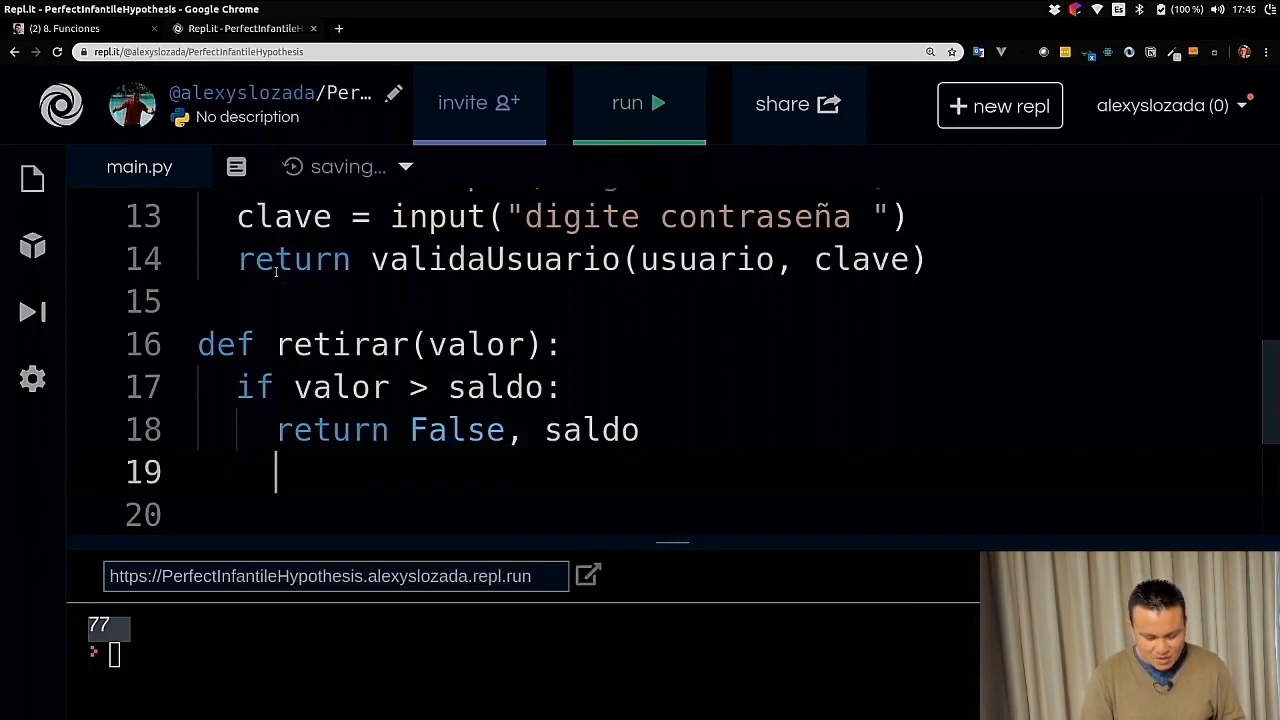 Repl.it - PerfectInfantileHypothesis - Google Chrome
Es
(100 %)
17:45
(2) 8. Funciones
Repl.it - PerfectInfantileH
repl.it/@alexyslozada/PerfectInfantileHypothesis
@alexyslozada/Per...
No description
invite
run
share
+ new repl
alexyslozada (0)
main.py
saving...
13 clave = input("digite contraseña ")
14 return validaUsuario(usuario, clave)
15
16 def retirar(valor):
17 if valor > saldo:
18 return False, saldo
19
20
https://PerfectInfantileHypothesis.alexyslozada.repl.run
77